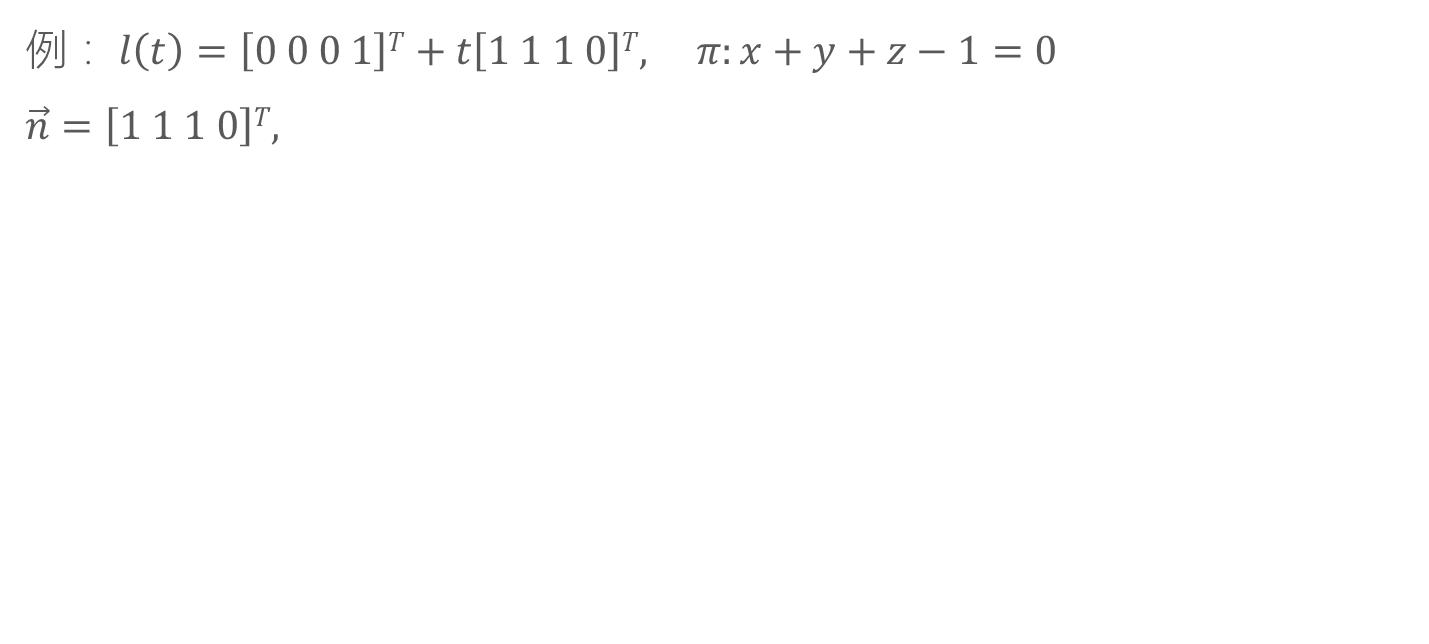 例：l(t) = [0 0 0 1]ᵀ + t[1 1 1 0]ᵀ, π: x + y + z − 1 = 0
n⃗ = [1 1 1 0]ᵀ,